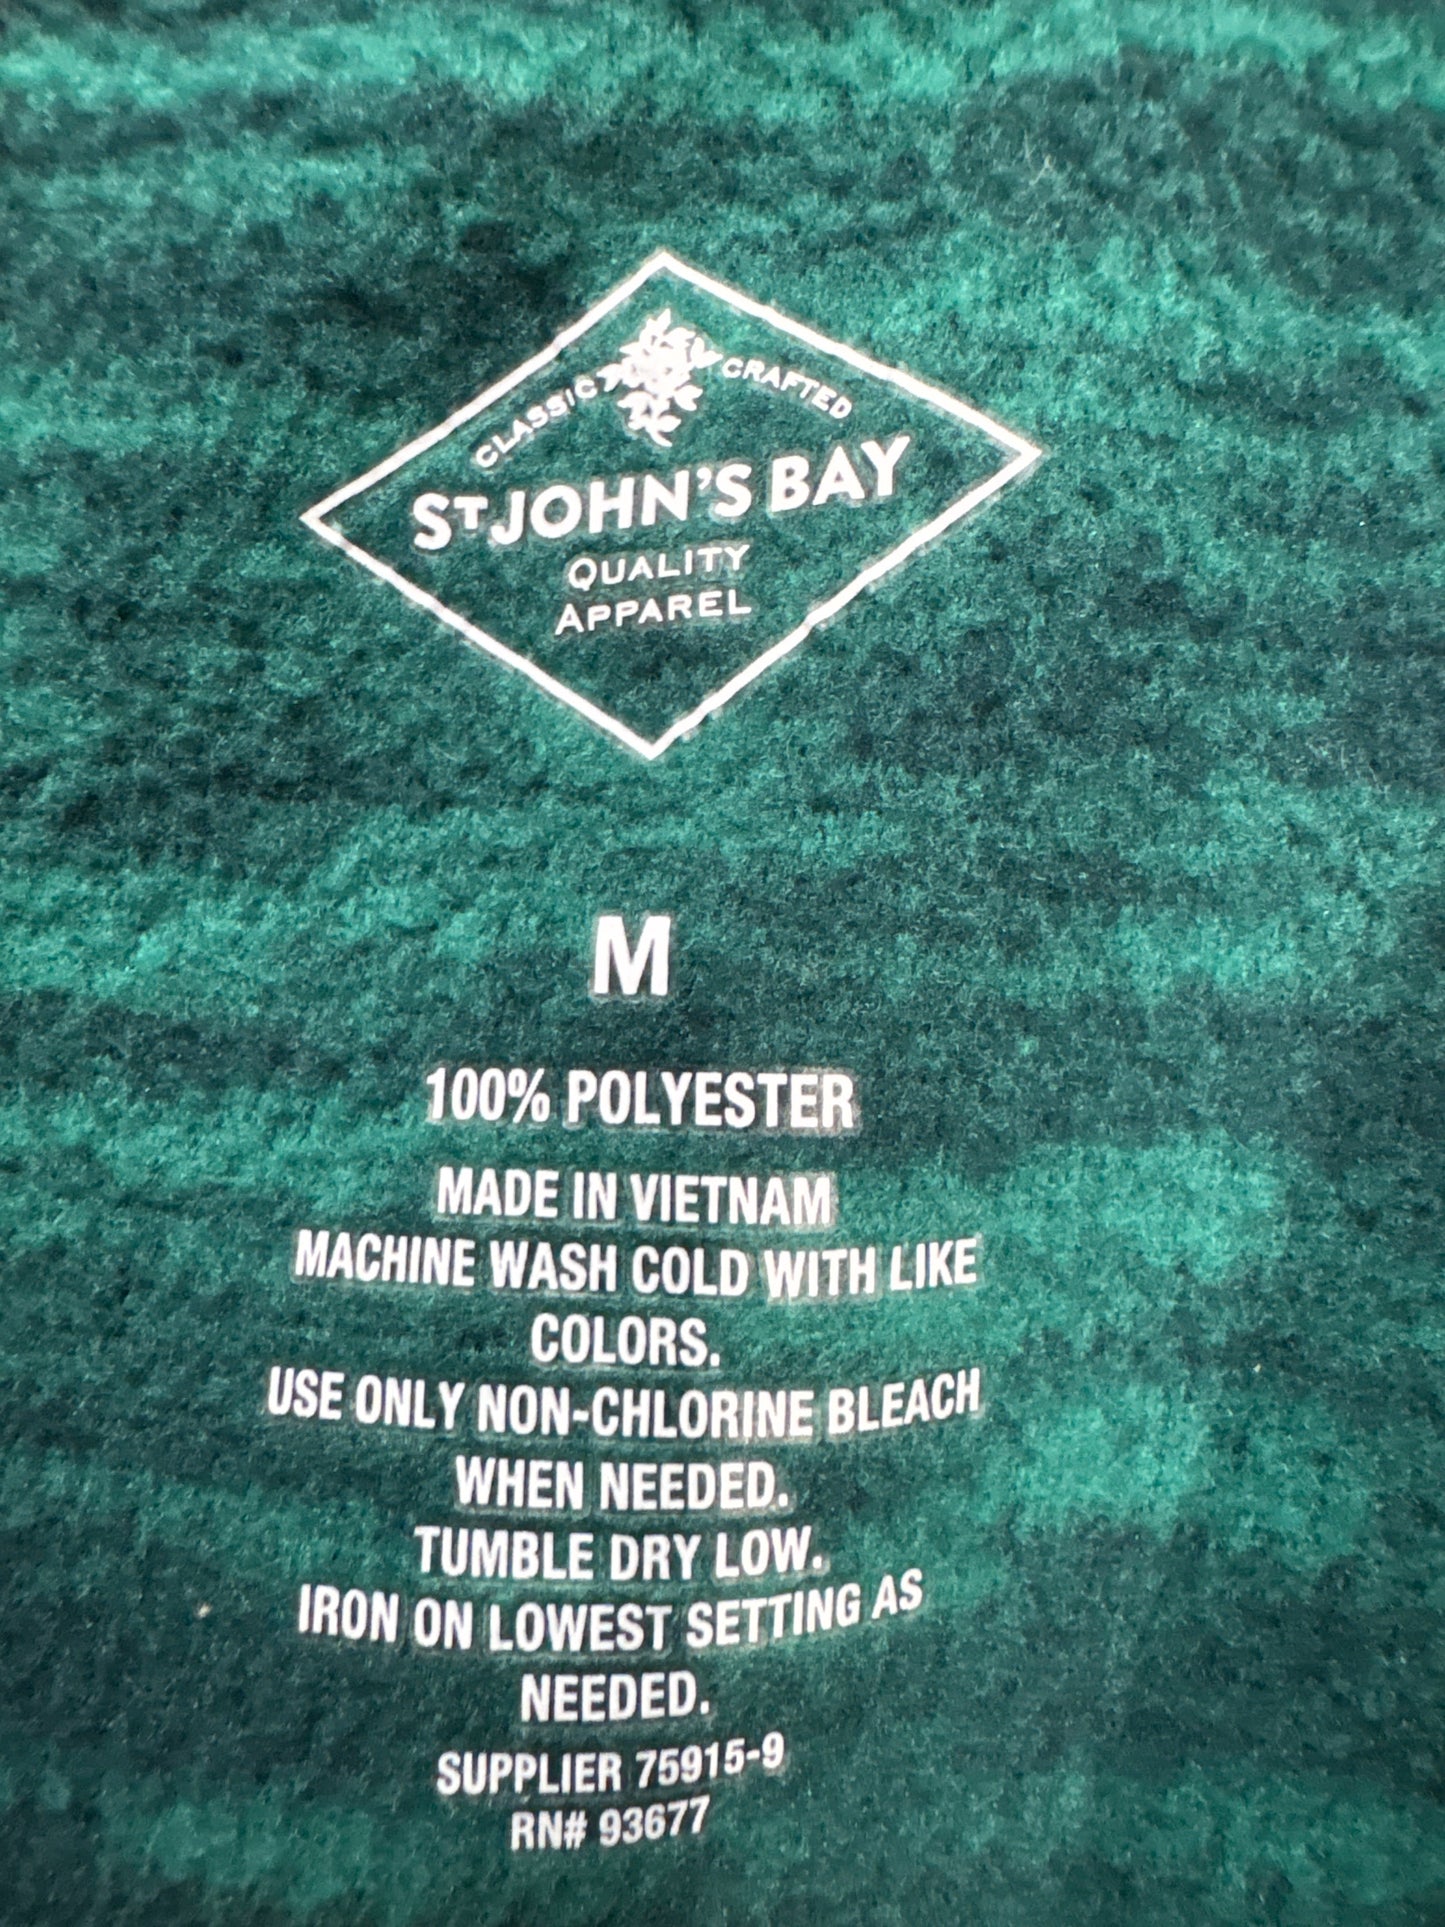 CLASSIC CRAFTED
ST JOHN'S BAY
QUALITY
APPAREL
M
100% POLYESTER
MADE IN VIETNAM
MACHINE WASH COLD WITH LIKE
COLORS.
USE ONLY NON-CHLORINE BLEACH
WHEN NEEDED.
TUMBLE DRY LOW.
IRON ON LOWEST SETTING AS
NEEDED.
SUPPLIER 75915-9
RN# 93677